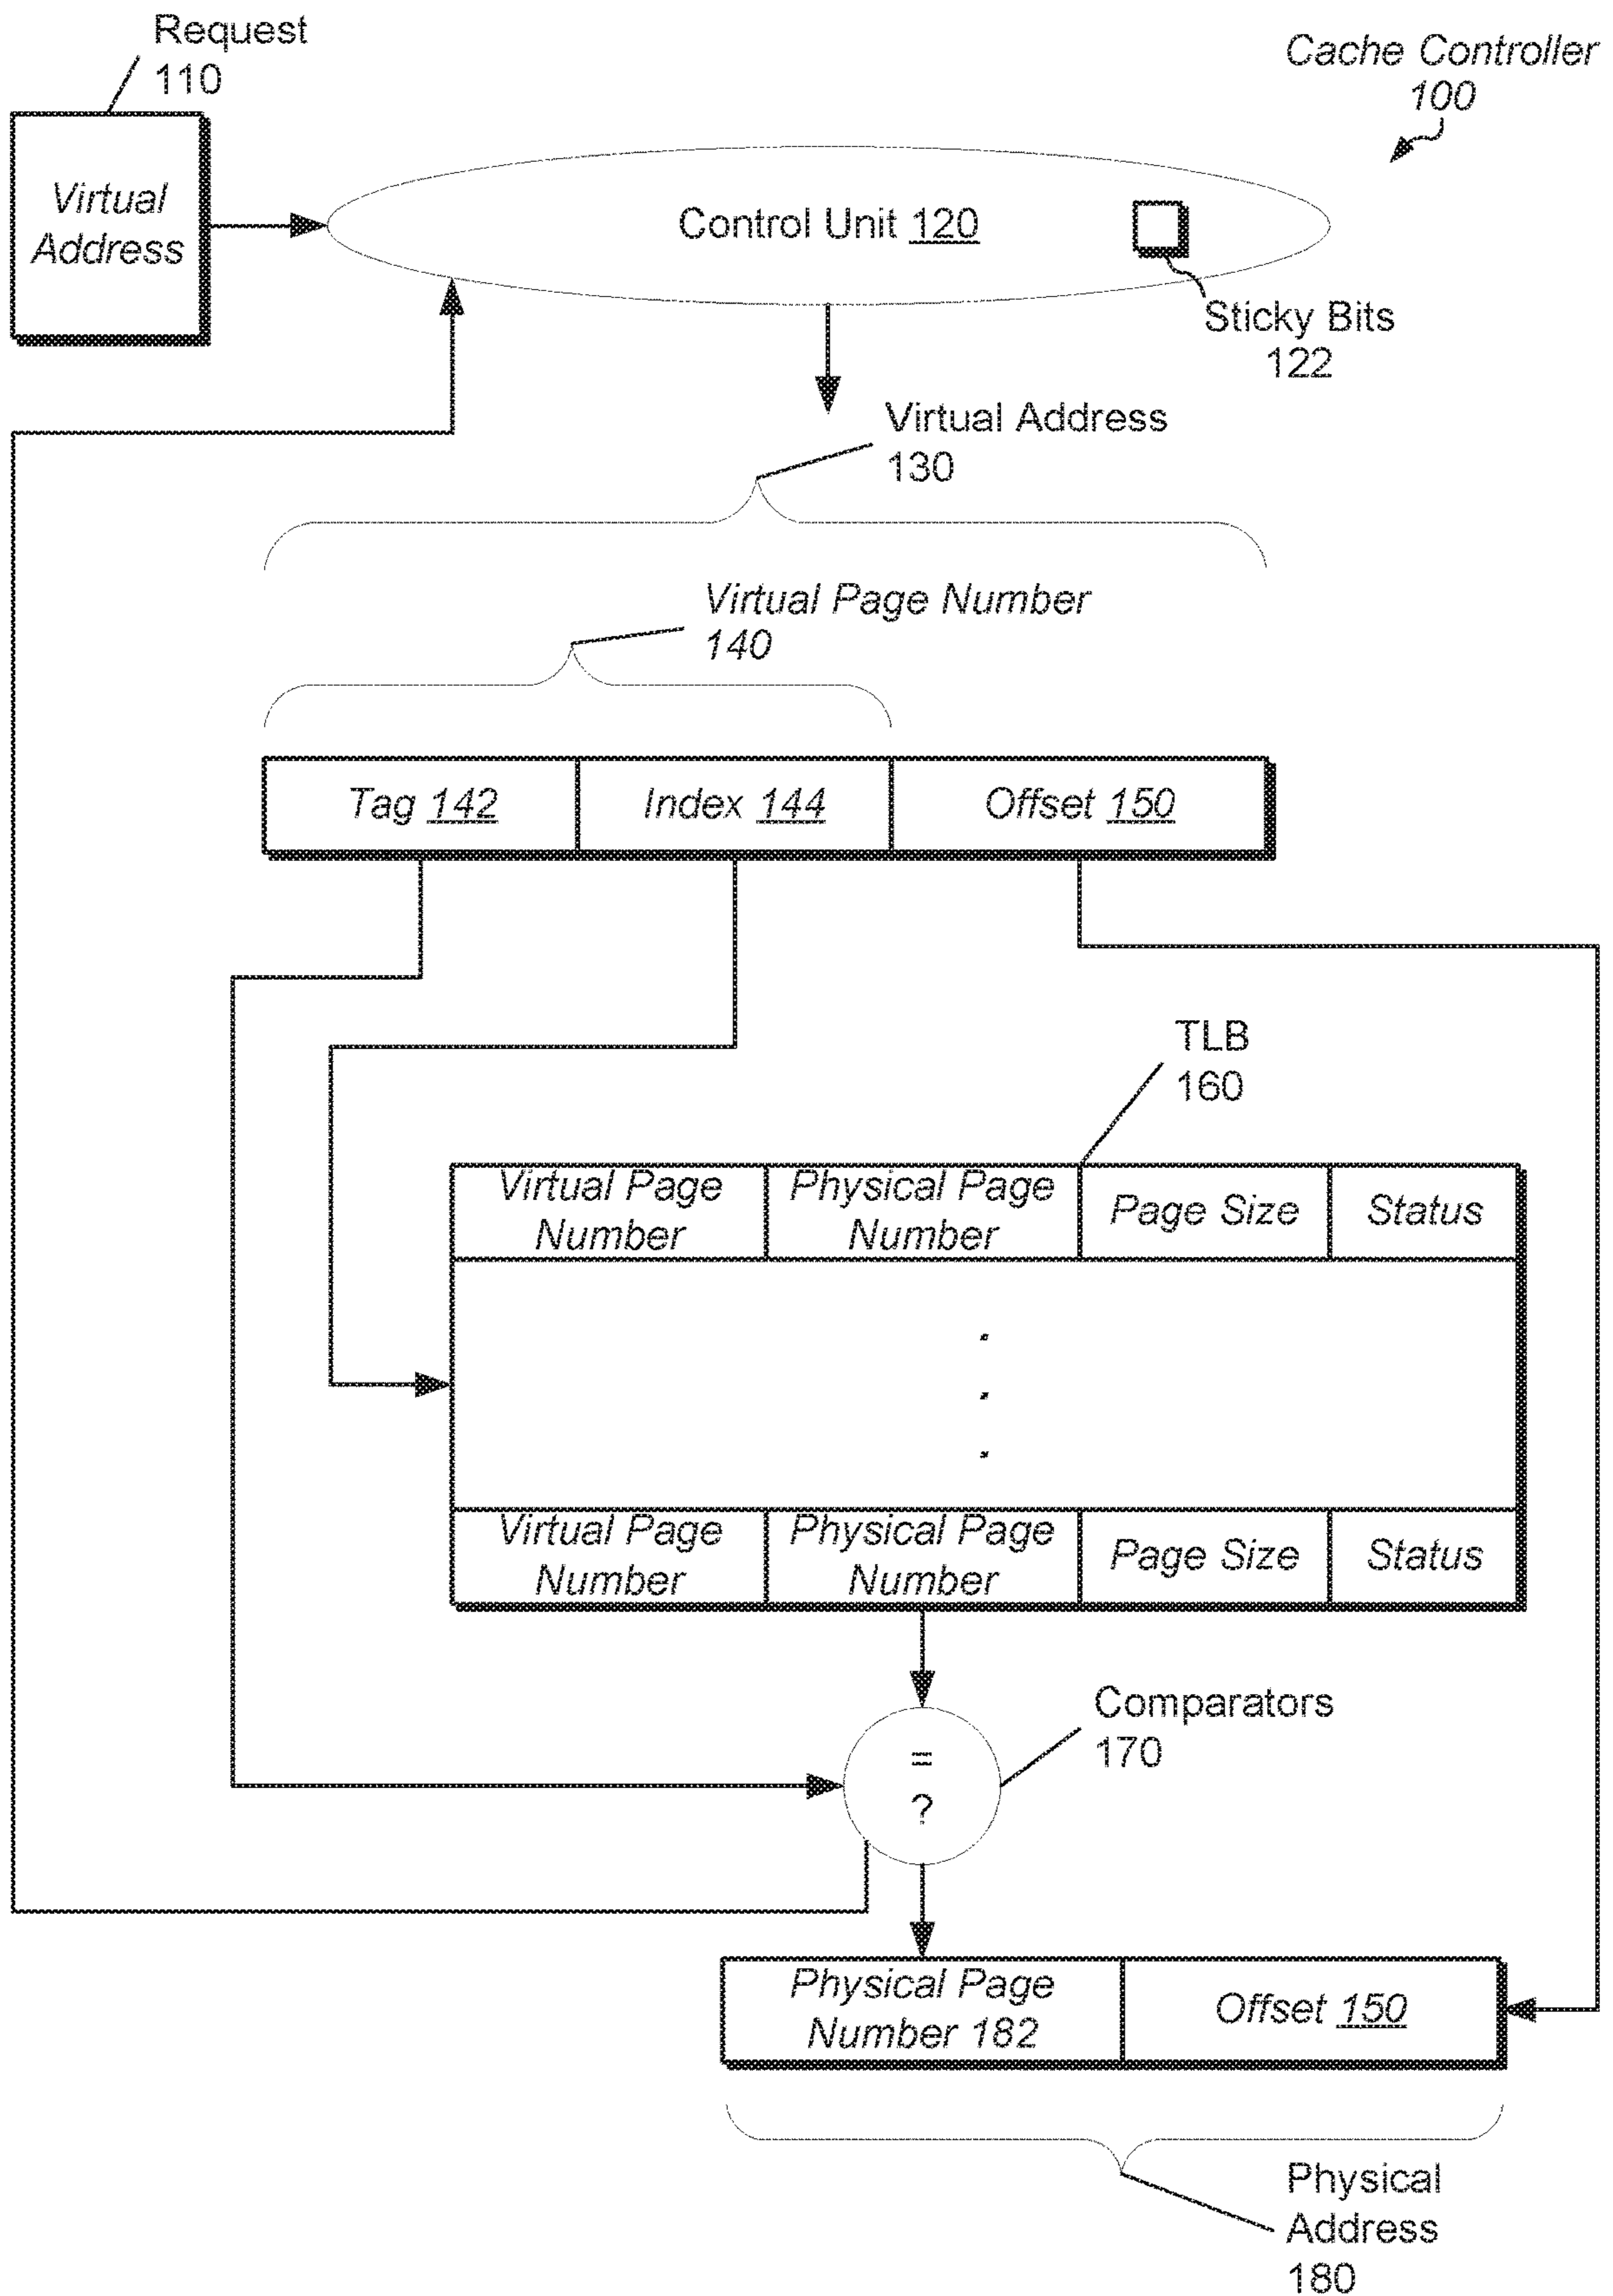 Request
110
Cache Controller
100
Virtual
Address
Control Unit 120
Sticky Bits
122
Virtual Address
130
Virtual Page Number
140
Tag 142
Index 144
Offset 150
TLB
160
Virtual Page
Number
Physical Page
Number
Page Size
Status
.
.
.
Virtual Page
Number
Physical Page
Number
Page Size
Status
Comparators
170
=
?
Physical Page
Number 182
Offset 150
Physical
Address
180